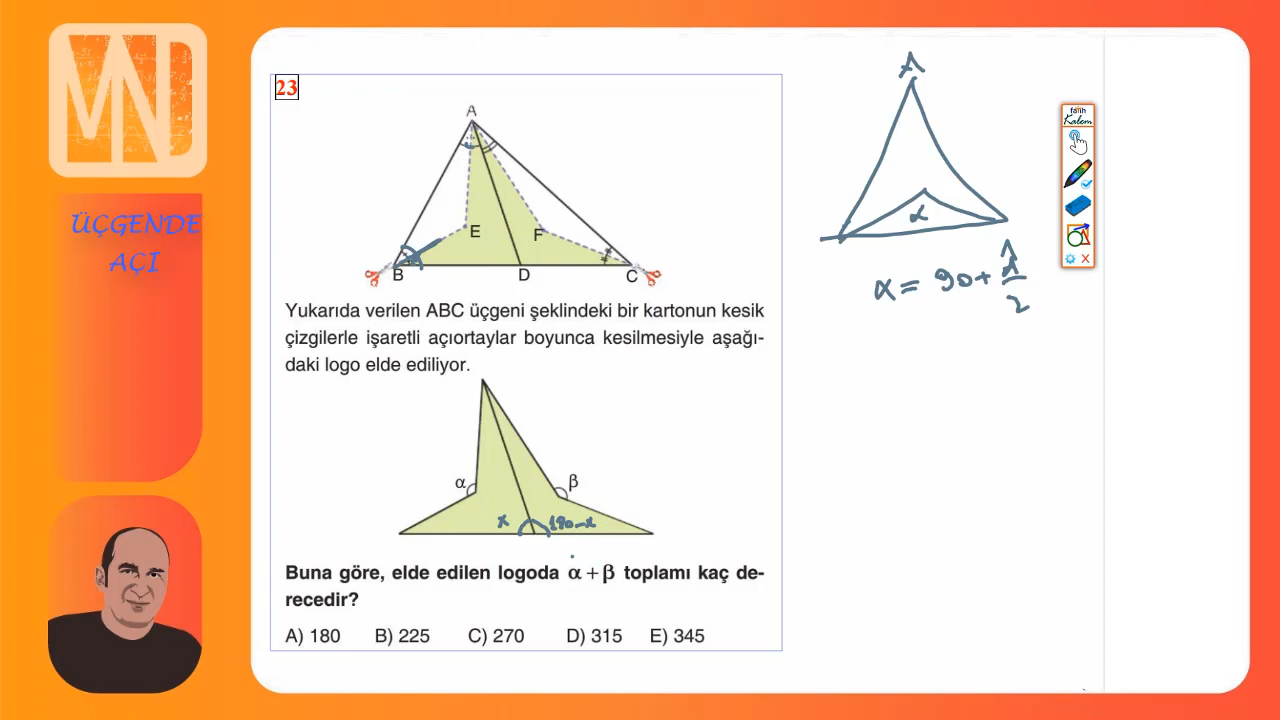 MND
ÜÇGENDE
AÇI
23
A
E
F
B
D
C
Yukarıda verilen ABC üçgeni şeklindeki bir kartonun kesik
çizgilerle işaretli açıortaylar boyunca kesilmesiyle aşağı-
daki logo elde ediliyor.
α
β
x
180-x
Buna göre, elde edilen logoda α + β toplamı kaç de-
recedir?
A) 180 B) 225 C) 270 D) 315 E) 345
A
α
α = 90 + Â/2
fatih
Kalem